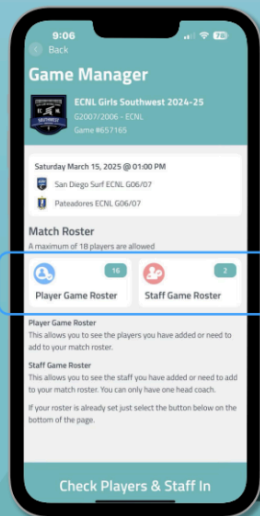 9:06
Back
Game Manager
ECNL Girls Southwest 2024-25
G2007/2006 - ECNL
Game #657165
Saturday March 15, 2025 @ 01:00 PM
San Diego Surf ECNL G06/07
Pateadores ECNL G06/07
Match Roster
A maximum of 18 players are allowed
16
2
Player Game Roster
Staff Game Roster
Player Game Roster
This allows you to see the players you have added or need to
add to your match roster.
Staff Game Roster
This allows you to see the staff you have added or need to add
to your match roster. You can only have one head coach.
If your roster is already set just select the button below on the
bottom of the page.
Check Players & Staff In